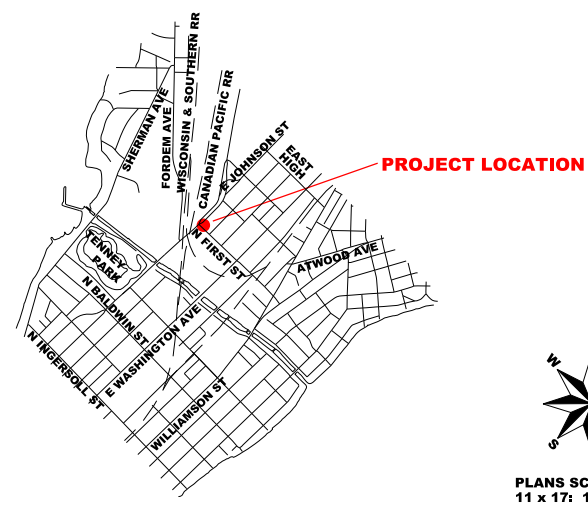 SHERMAN AVE
FORDEM AVE
WISCONSIN & SOUTHERN RR
CANADIAN PACIFIC RR
E JOHNSON ST
EAST
HIGH
PROJECT LOCATION
N FIRST ST
ATWOOD AVE
TENNEY
PARK
N BALDWIN ST
E WASHINGTON AVE
N INGERSOLL ST
WILLIAMSON ST
W
S
PLANS SC
11 x 17: 1